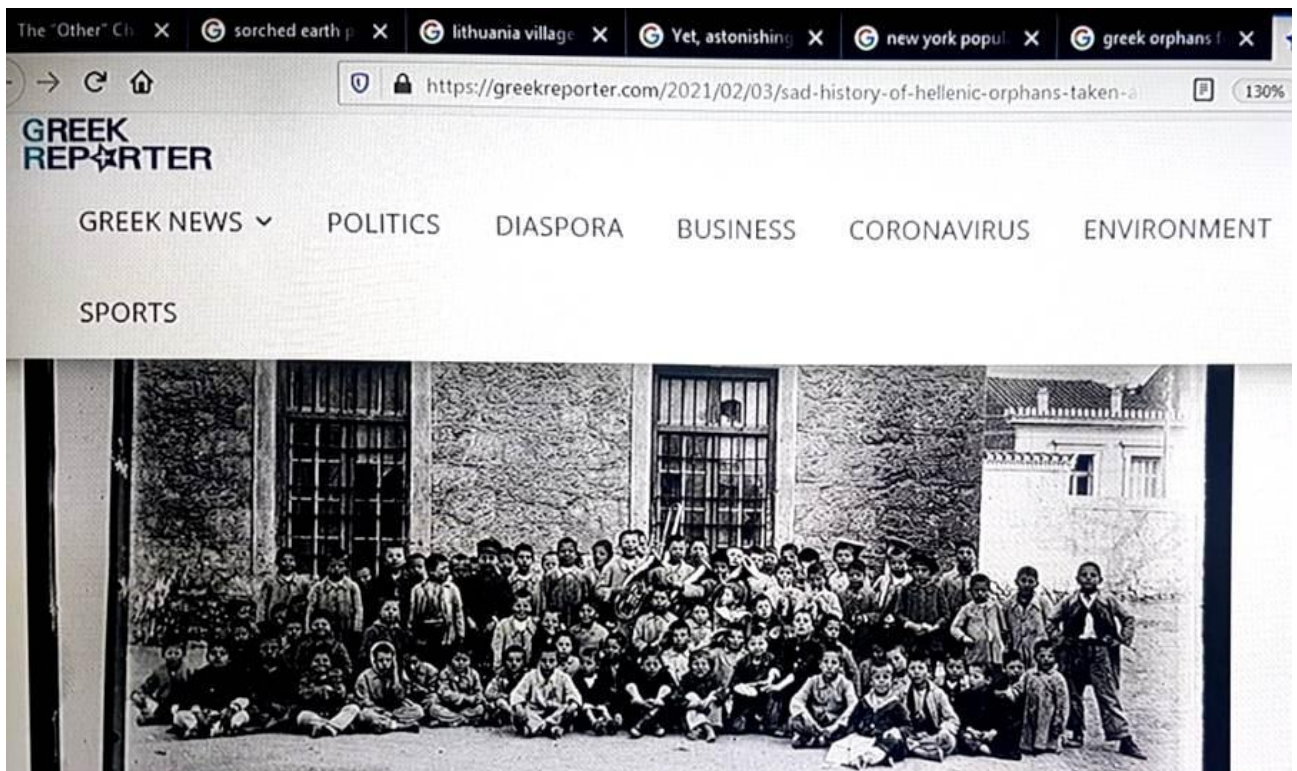 The "Other" Ch
sorched earth p
lithuania village
Yet, astonishing
new york popul
greek orphans f
https://greekreporter.com/2021/02/03/sad-history-of-hellenic-orphans-taken-a
130%
GREEK
REPORTER
GREEK NEWS
POLITICS
DIASPORA
BUSINESS
CORONAVIRUS
ENVIRONMENT
SPORTS